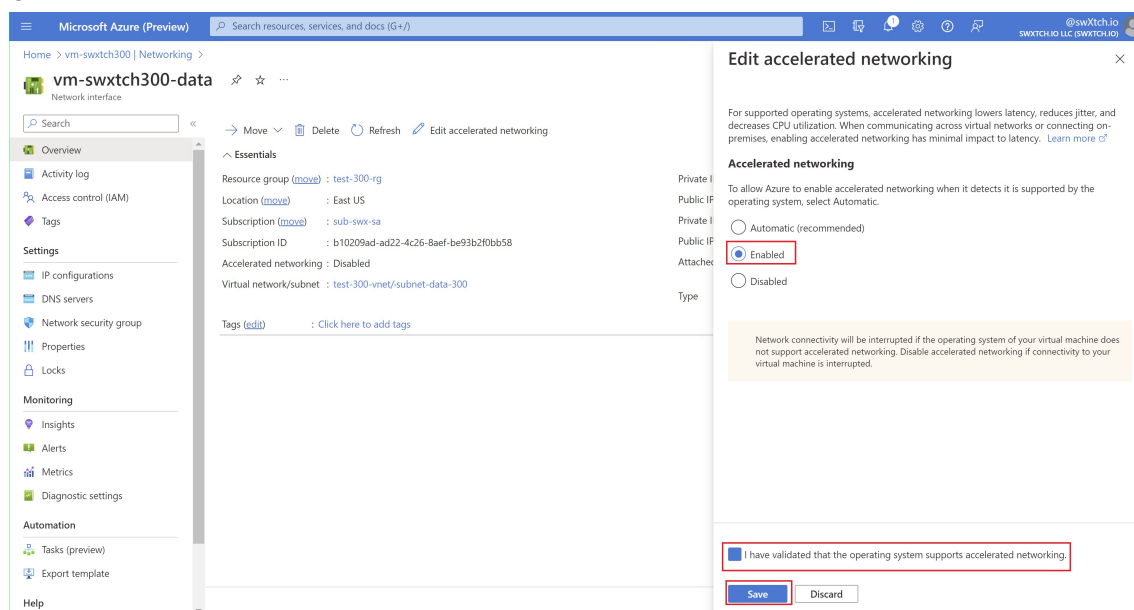 Microsoft Azure (Preview)
Search resources, services, and docs (G+/)
1
@swXtch.io
SWXTCH.IO LLC (SWXTCH.IO)
Home > vm-swxtch300 | Networking >
vm-swxtch300-data
Network interface
Search
Overview
Activity log
Access control (IAM)
Tags
Settings
IP configurations
DNS servers
Network security group
Properties
Locks
Monitoring
Insights
Alerts
Metrics
Diagnostic settings
Automation
Tasks (preview)
Export template
Help
Move Delete Refresh Edit accelerated networking
Essentials
Resource group (move) : test-300-rg
Location (move) : East US
Subscription (move) : sub-swx-sa
Subscription ID : b10209ad-ad22-4c26-8aef-be93b2f0bb58
Accelerated networking : Disabled
Virtual network/subnet : test-300-vnet/-subnet-data-300
Tags (edit) : Click here to add tags
Private I
Public IP
Private I
Public IP
Attached
Type
Edit accelerated networking
For supported operating systems, accelerated networking lowers latency, reduces jitter, and
decreases CPU utilization. When communicating across virtual networks or connecting on-
premises, enabling accelerated networking has minimal impact to latency. Learn more
Accelerated networking
To allow Azure to enable accelerated networking when it detects it is supported by the
operating system, select Automatic.
Automatic (recommended)
Enabled
Disabled
Network connectivity will be interrupted if the operating system of your virtual machine does
not support accelerated networking. Disable accelerated networking if connectivity to your
virtual machine is interrupted.
I have validated that the operating system supports accelerated networking.
Save Discard